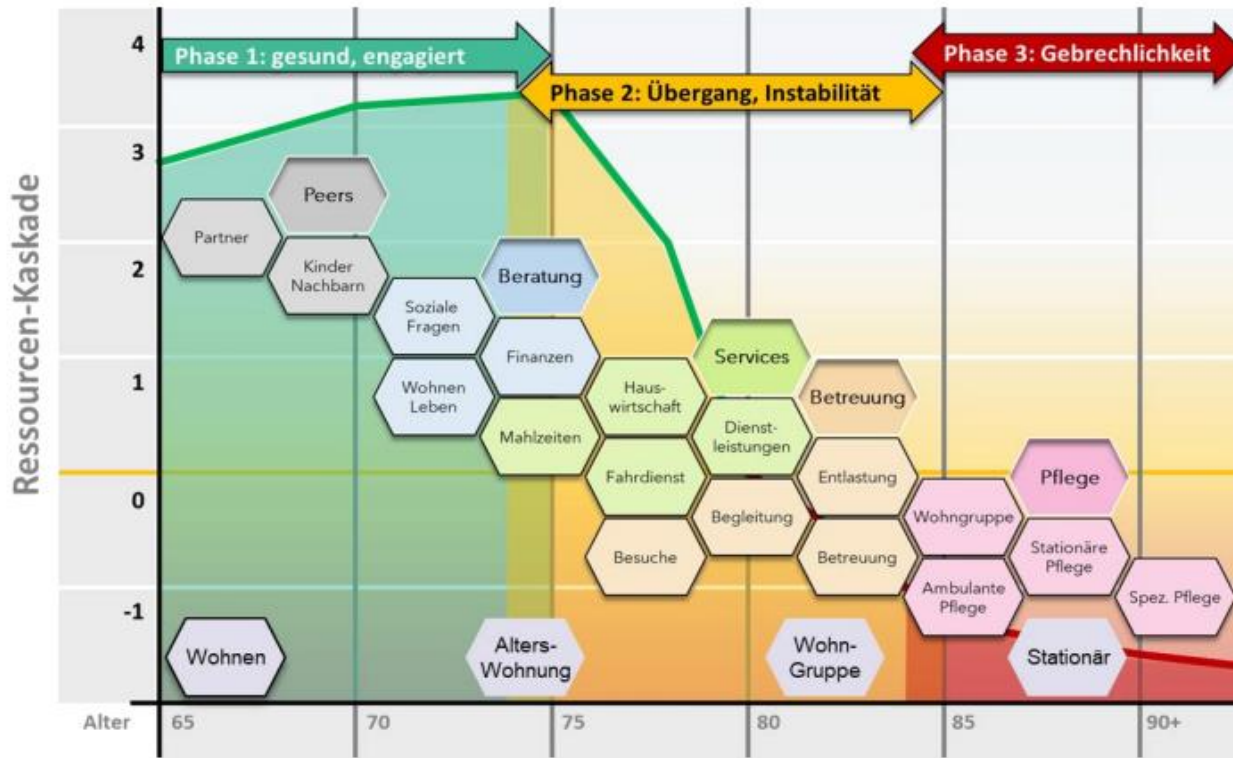 Phase 1: gesund, engagiert
Phase 2: Übergang, Instabilität
Phase 3: Gebrechlichkeit
Ressourcen-Kaskade
4
3
2
1
0
-1
Partner
Peers
Kinder
Nachbarn
Soziale
Fragen
Wohnen
Leben
Beratung
Finanzen
Mahlzeiten
Haus-
wirtschaft
Fahrdienst
Besuche
Services
Dienst-
leistungen
Begleitung
Betreuung
Entlastung
Betreuung
Wohngruppe
Ambulante
Pflege
Pflege
Stationäre
Pflege
Spez. Pflege
Wohnen
Alters-
Wohnung
Wohn-
Gruppe
Stationär
Alter
65
70
75
80
85
90+